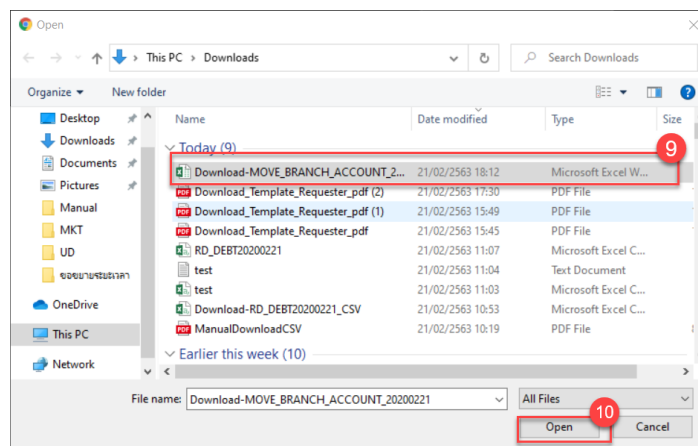 Open
This PC
Downloads
Search Downloads
Organize
New folder
Desktop
Downloads
Documents
Pictures
Manual
MKT
UD
ขอขยายระยะเวลา
OneDrive
This PC
Network
Name Date modified Type Size
Today (9)
9
Download-MOVE_BRANCH_ACCOUNT_2... 21/02/2563 18:12 Microsoft Excel W...
Download_Template_Requester_pdf (2) 21/02/2563 17:30 PDF File
Download_Template_Requester_pdf (1) 21/02/2563 15:49 PDF File
Download_Template_Requester_pdf 21/02/2563 15:45 PDF File
RD_DEBT20200221 21/02/2563 11:07 Microsoft Excel C...
test 21/02/2563 11:04 Text Document
test 21/02/2563 11:03 Microsoft Excel C...
Download-RD_DEBT20200221_CSV 21/02/2563 10:53 Microsoft Excel C...
ManualDownloadCSV 21/02/2563 10:19 PDF File
Earlier this week (10)
File name: Download-MOVE_BRANCH_ACCOUNT_20200221 All Files
10
Open Cancel